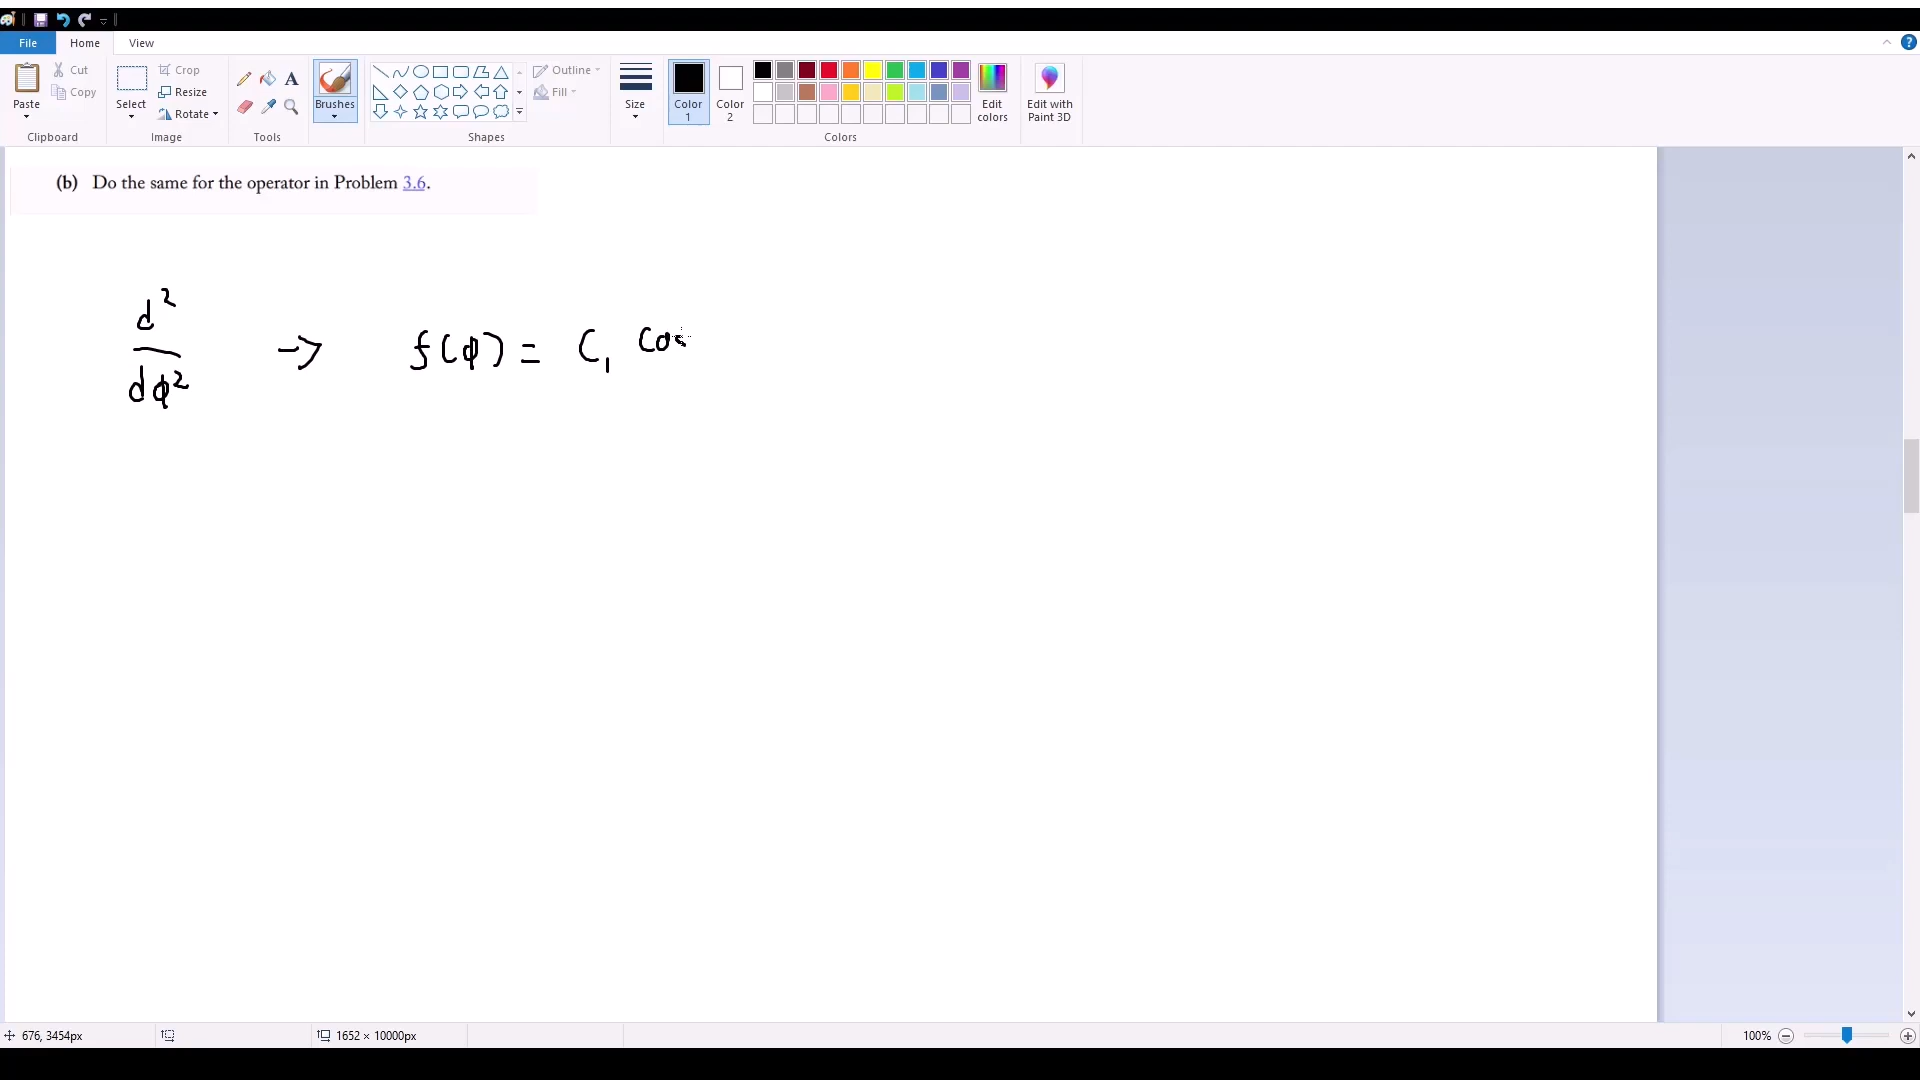 File Home View
Paste Cut Copy Clipboard
Select Crop Resize Rotate Image
A Tools
Brushes
Shapes
Outline Fill
Size
Color 1 Color 2 Edit colors Colors
Edit with Paint 3D
?
(b) Do the same for the operator in Problem 3.6.
d²
dφ² -> f(φ) = C₁ Cos
676, 3454px 1652 × 10000px 100%